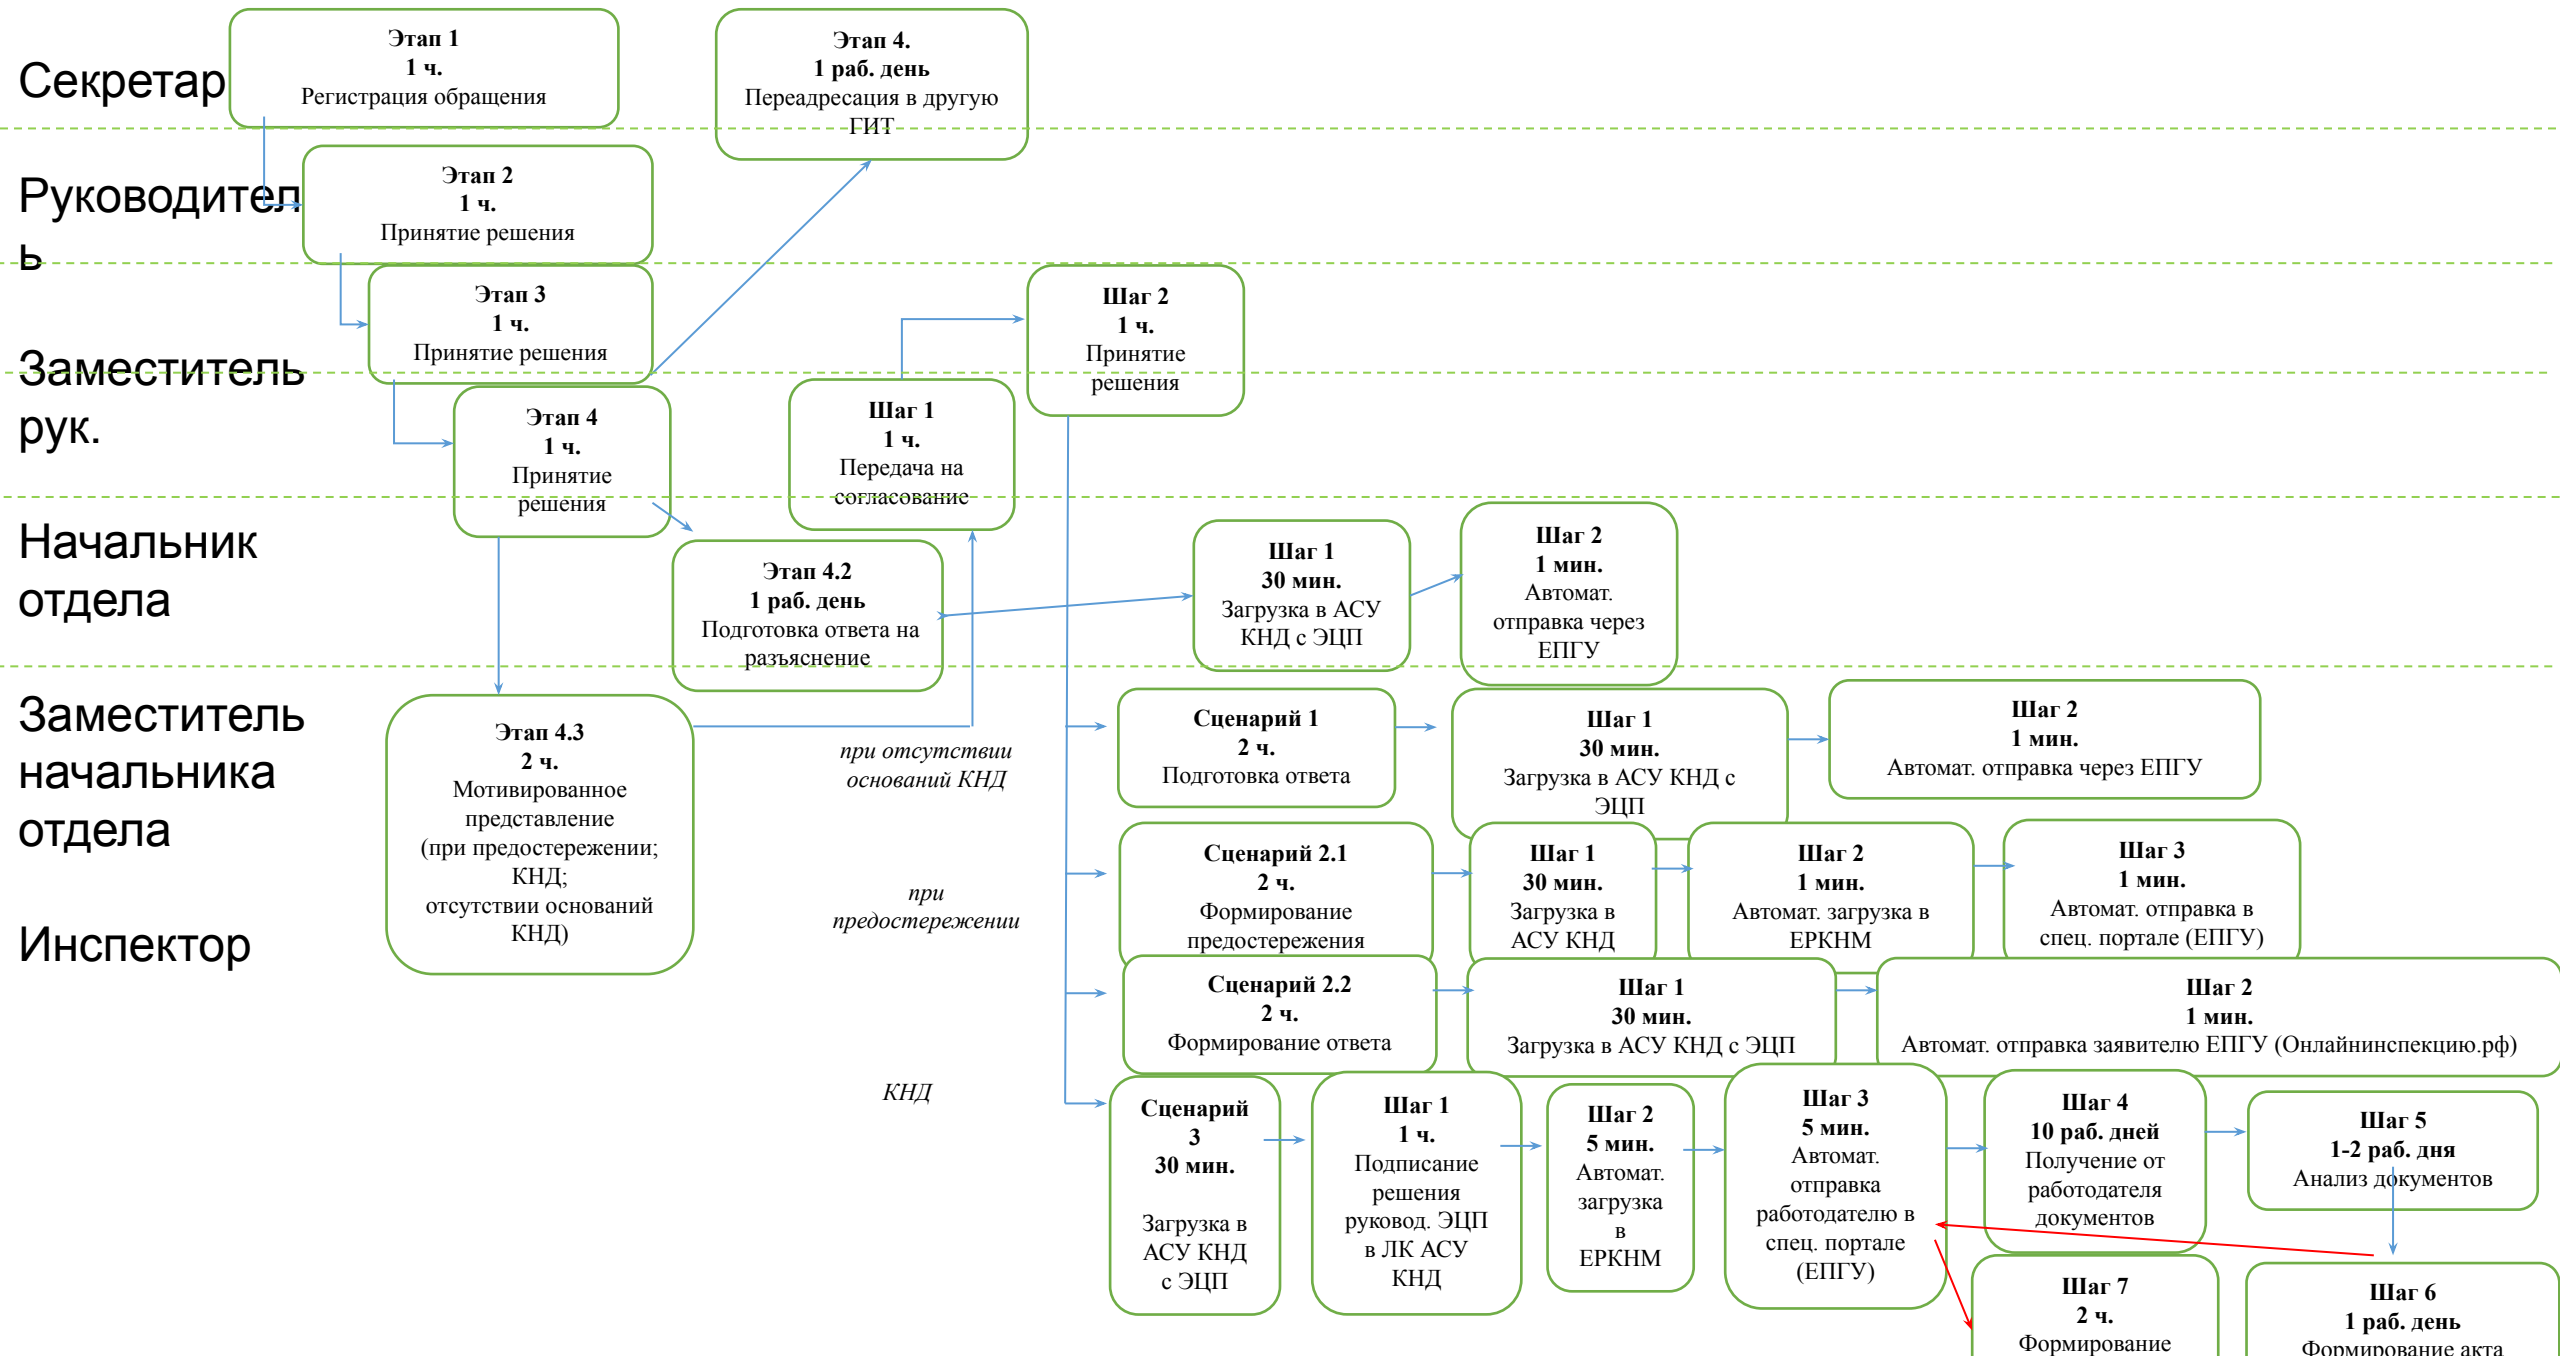 Секретар
Этап 1
1 ч.
Регистрация обращения
Этап 4.
1 раб. день
Переадресация в другую
ГИТ
Руководител
ь
Этап 2
1 ч.
Принятие решения
Заместитель
рук.
Этап 3
1 ч.
Принятие решения
Шаг 2
1 ч.
Принятие
решения
Этап 4
1 ч.
Принятие
решения
Шаг 1
1 ч.
Передача на
согласование
Начальник
отдела
Этап 4.2
1 раб. день
Подготовка ответа на
разъяснение
Шаг 1
30 мин.
Загрузка в АСУ
КНД с ЭЦП
Шаг 2
1 мин.
Автомат.
отправка через
ЕПГУ
Заместитель
начальника
отдела
Инспектор
Этап 4.3
2 ч.
Мотивированное
представление
(при предостережении;
КНД;
отсутствии оснований
КНД)
при отсутствии
оснований КНД
Сценарий 1
2 ч.
Подготовка ответа
Шаг 1
30 мин.
Загрузка в АСУ КНД с
ЭЦП
Шаг 2
1 мин.
Автомат. отправка через ЕПГУ
при
предостережении
Сценарий 2.1
2 ч.
Формирование
предостережения
Шаг 1
30 мин.
Загрузка в
АСУ КНД
Шаг 2
1 мин.
Автомат. загрузка в
ЕРКНМ
Шаг 3
1 мин.
Автомат. отправка в
спец. портале (ЕПГУ)
Сценарий 2.2
2 ч.
Формирование ответа
Шаг 1
30 мин.
Загрузка в АСУ КНД с ЭЦП
Шаг 2
1 мин.
Автомат. отправка заявителю ЕПГУ (Онлайнинспекцию.рф)
КНД
Сценарий
3
30 мин.
Загрузка в
АСУ КНД
с ЭЦП
Шаг 1
1 ч.
Подписание
решения
руковод. ЭЦП
в ЛК АСУ
КНД
Шаг 2
5 мин.
Автомат.
загрузка
в
ЕРКНМ
Шаг 3
5 мин.
Автомат.
отправка
работодателю в
спец. портале
(ЕПГУ)
Шаг 4
10 раб. дней
Получение от
работодателя
документов
Шаг 5
1-2 раб. дня
Анализ документов
Шаг 7
2 ч.
Формирование
Шаг 6
1 раб. день
Формирование акта